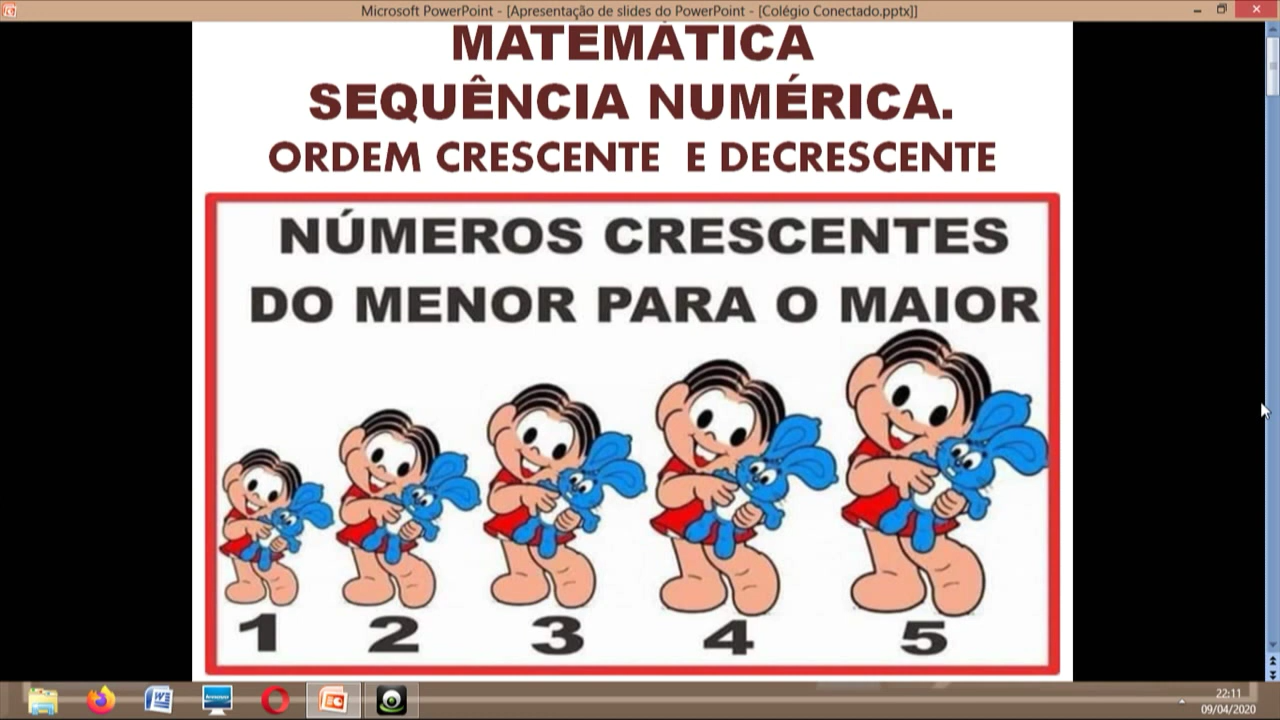 Microsoft PowerPoint - [Apresentação de slides do PowerPoint - [Colégio Conectado.pptx]]
MATEMÁTICA
SEQUÊNCIA NUMÉRICA.
ORDEM CRESCENTE E DECRESCENTE
NÚMEROS CRESCENTES
DO MENOR PARA O MAIOR
1 2 3 4 5
22:11
09/04/2020